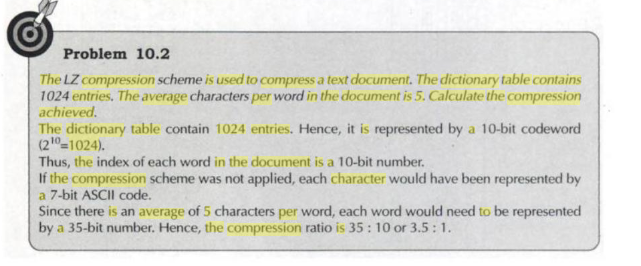 Problem 10.2
The LZ compression scheme is used to compress a text document. The dictionary table contains
1024 entries. The average characters per word in the document is 5. Calculate the compression
achieved.
The dictionary table contain 1024 entries. Hence, it is represented by a 10-bit codeword
(2¹⁰=1024).
Thus, the index of each word in the document is a 10-bit number.
If the compression scheme was not applied, each character would have been represented by
a 7-bit ASCII code.
Since there is an average of 5 characters per word, each word would need to be represented
by a 35-bit number. Hence, the compression ratio is 35 : 10 or 3.5 : 1.